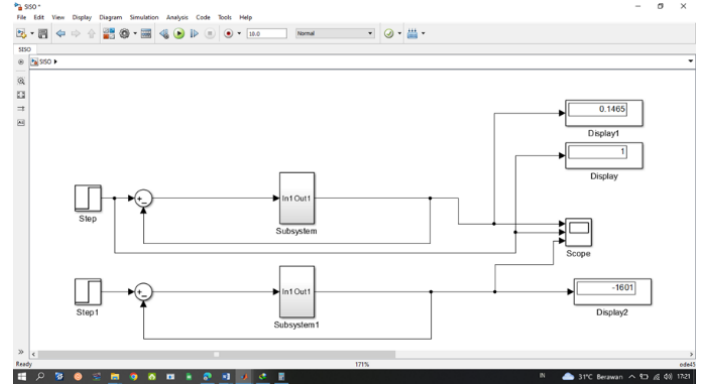 SISO *
File Edit View Display Diagram Simulation Analysis Code Tools Help
10.0 Normal
SISO
SISO
0.1465
Display1
1
Display
Step
+
In1 Out1
Subsystem
Scope
Step1
+
In1 Out1
Subsystem1
-1601
Display2
Ready 171% ode45
IN 31°C Berawan 17:21